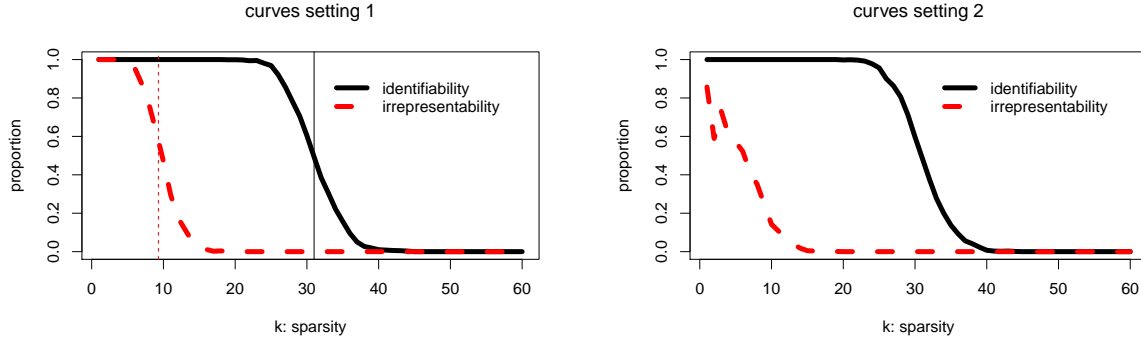 curves setting 1
proportion
1.0
0.8
0.6
0.4
0.2
0.0
identifiability
irrepresentability
0 10 20 30 40 50 60
k: sparsity
curves setting 2
proportion
1.0
0.8
0.6
0.4
0.2
0.0
identifiability
irrepresentability
0 10 20 30 40 50 60
k: sparsity